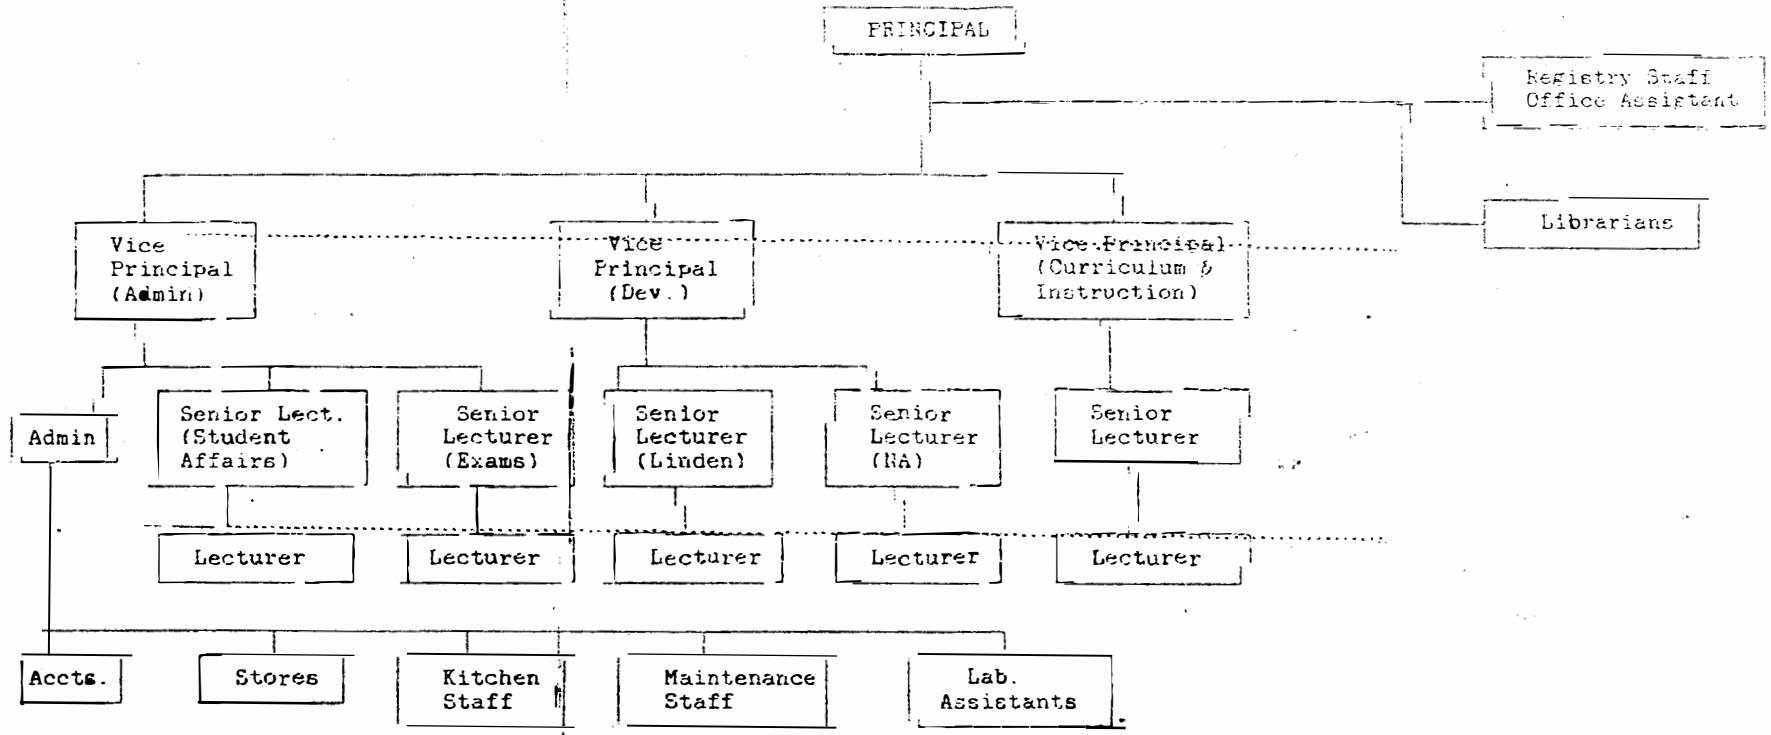 PRINCIPAL
Registry Staff
Office Assistant
Librarians
Vice
Principal
(Admin)
Vice
Principal
(Dev.)
Vice Principal
(Curriculum &
Instruction)
Admin
Senior Lect.
(Student
Affairs)
Senior
Lecturer
(Exams)
Senior
Lecturer
(Linden)
Senior
Lecturer
(NA)
Senior
Lecturer
Lecturer
Lecturer
Lecturer
Lecturer
Lecturer
Accts.
Stores
Kitchen
Staff
Maintenance
Staff
Lab.
Assistants